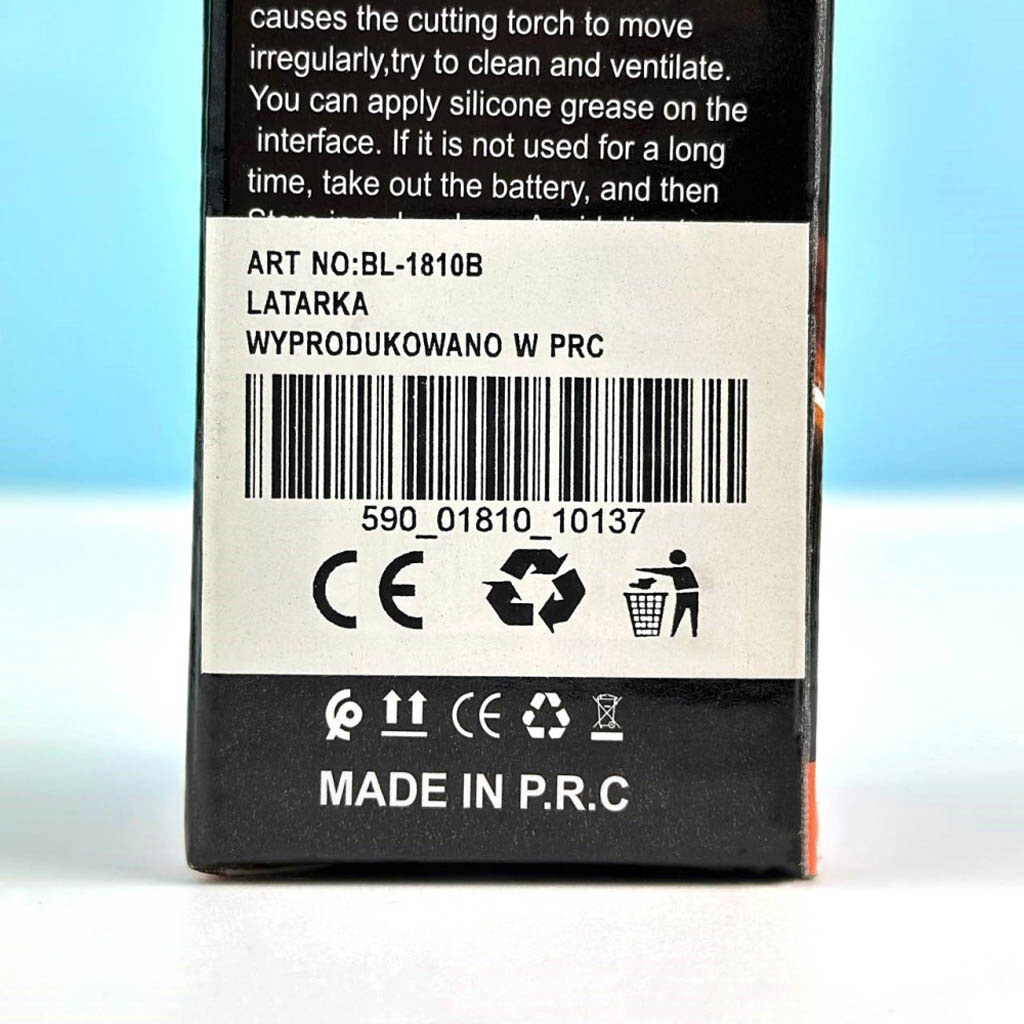 causes the cutting torch to move
irregularly,try to clean and ventilate.
You can apply silicone grease on the
interface. If it is not used for a long
time, take out the battery, and then
ART NO:BL-1810B
LATARKA
WYPRODUKOWANO W PRC
590_01810_10137
CE
CE
MADE IN P.R.C